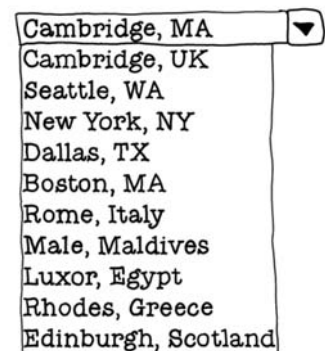 Cambridge, MA
Cambridge, UK
Seattle, WA
New York, NY
Dallas, TX
Boston, MA
Rome, Italy
Male, Maldives
Luxor, Egypt
Rhodes, Greece
Edinburgh, Scotland